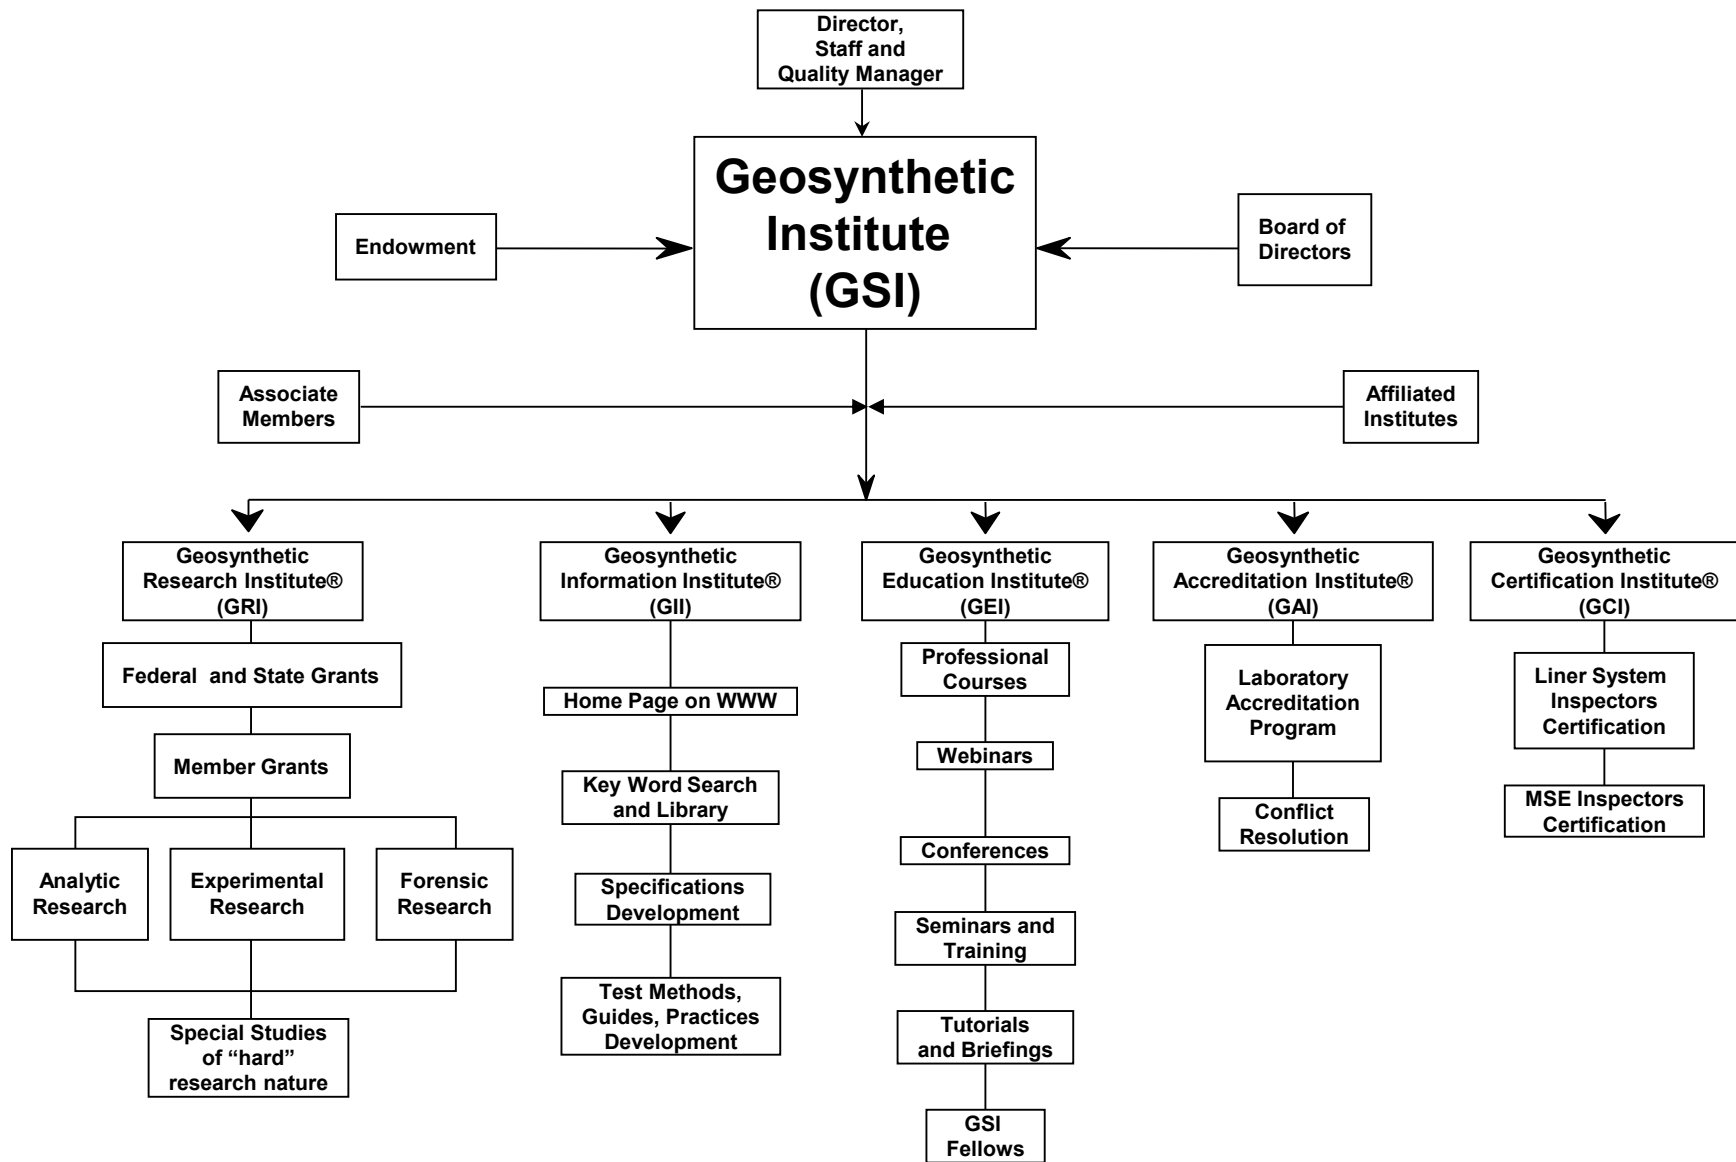 Director,
Staff and
Quality Manager
Geosynthetic
Institute
(GSI)
Endowment
Board of
Directors
Associate
Members
Affiliated
Institutes
Geosynthetic
Research Institute®
(GRI)
Geosynthetic
Information Institute®
(GII)
Geosynthetic
Education Institute®
(GEI)
Geosynthetic
Accreditation Institute®
(GAI)
Geosynthetic
Certification Institute®
(GCI)
Federal and State Grants
Member Grants
Analytic
Research
Experimental
Research
Forensic
Research
Special Studies
of “hard”
research nature
Home Page on WWW
Key Word Search
and Library
Specifications
Development
Test Methods,
Guides, Practices
Development
Professional
Courses
Webinars
Conferences
Seminars and
Training
Tutorials
and Briefings
GSI
Fellows
Laboratory
Accreditation
Program
Conflict
Resolution
Liner System
Inspectors
Certification
MSE Inspectors
Certification